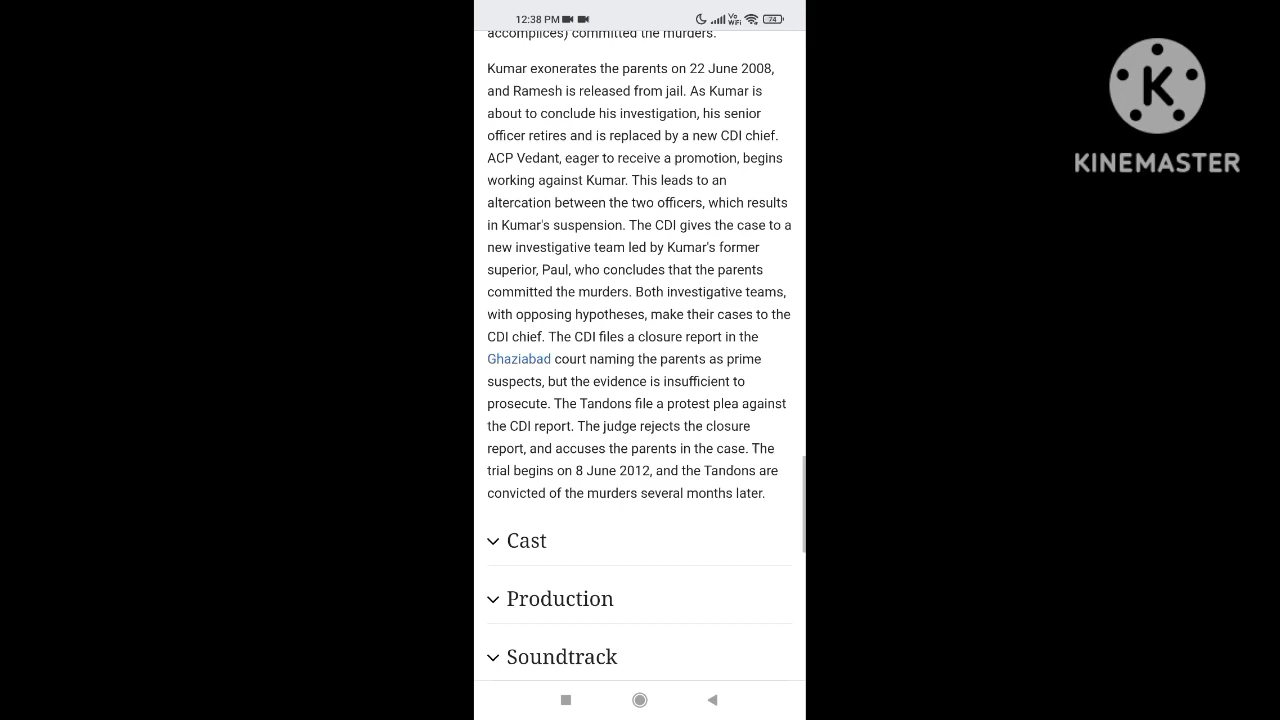 12:38 PM
Vo
WiFi
74
accomplices) committed the murders.
Kumar exonerates the parents on 22 June 2008,
and Ramesh is released from jail. As Kumar is
about to conclude his investigation, his senior
officer retires and is replaced by a new CDI chief.
ACP Vedant, eager to receive a promotion, begins
working against Kumar. This leads to an
altercation between the two officers, which results
in Kumar's suspension. The CDI gives the case to a
new investigative team led by Kumar's former
superior, Paul, who concludes that the parents
committed the murders. Both investigative teams,
with opposing hypotheses, make their cases to the
CDI chief. The CDI files a closure report in the
Ghaziabad court naming the parents as prime
suspects, but the evidence is insufficient to
prosecute. The Tandons file a protest plea against
the CDI report. The judge rejects the closure
report, and accuses the parents in the case. The
trial begins on 8 June 2012, and the Tandons are
convicted of the murders several months later.
Cast
Production
Soundtrack
K
KINEMASTER